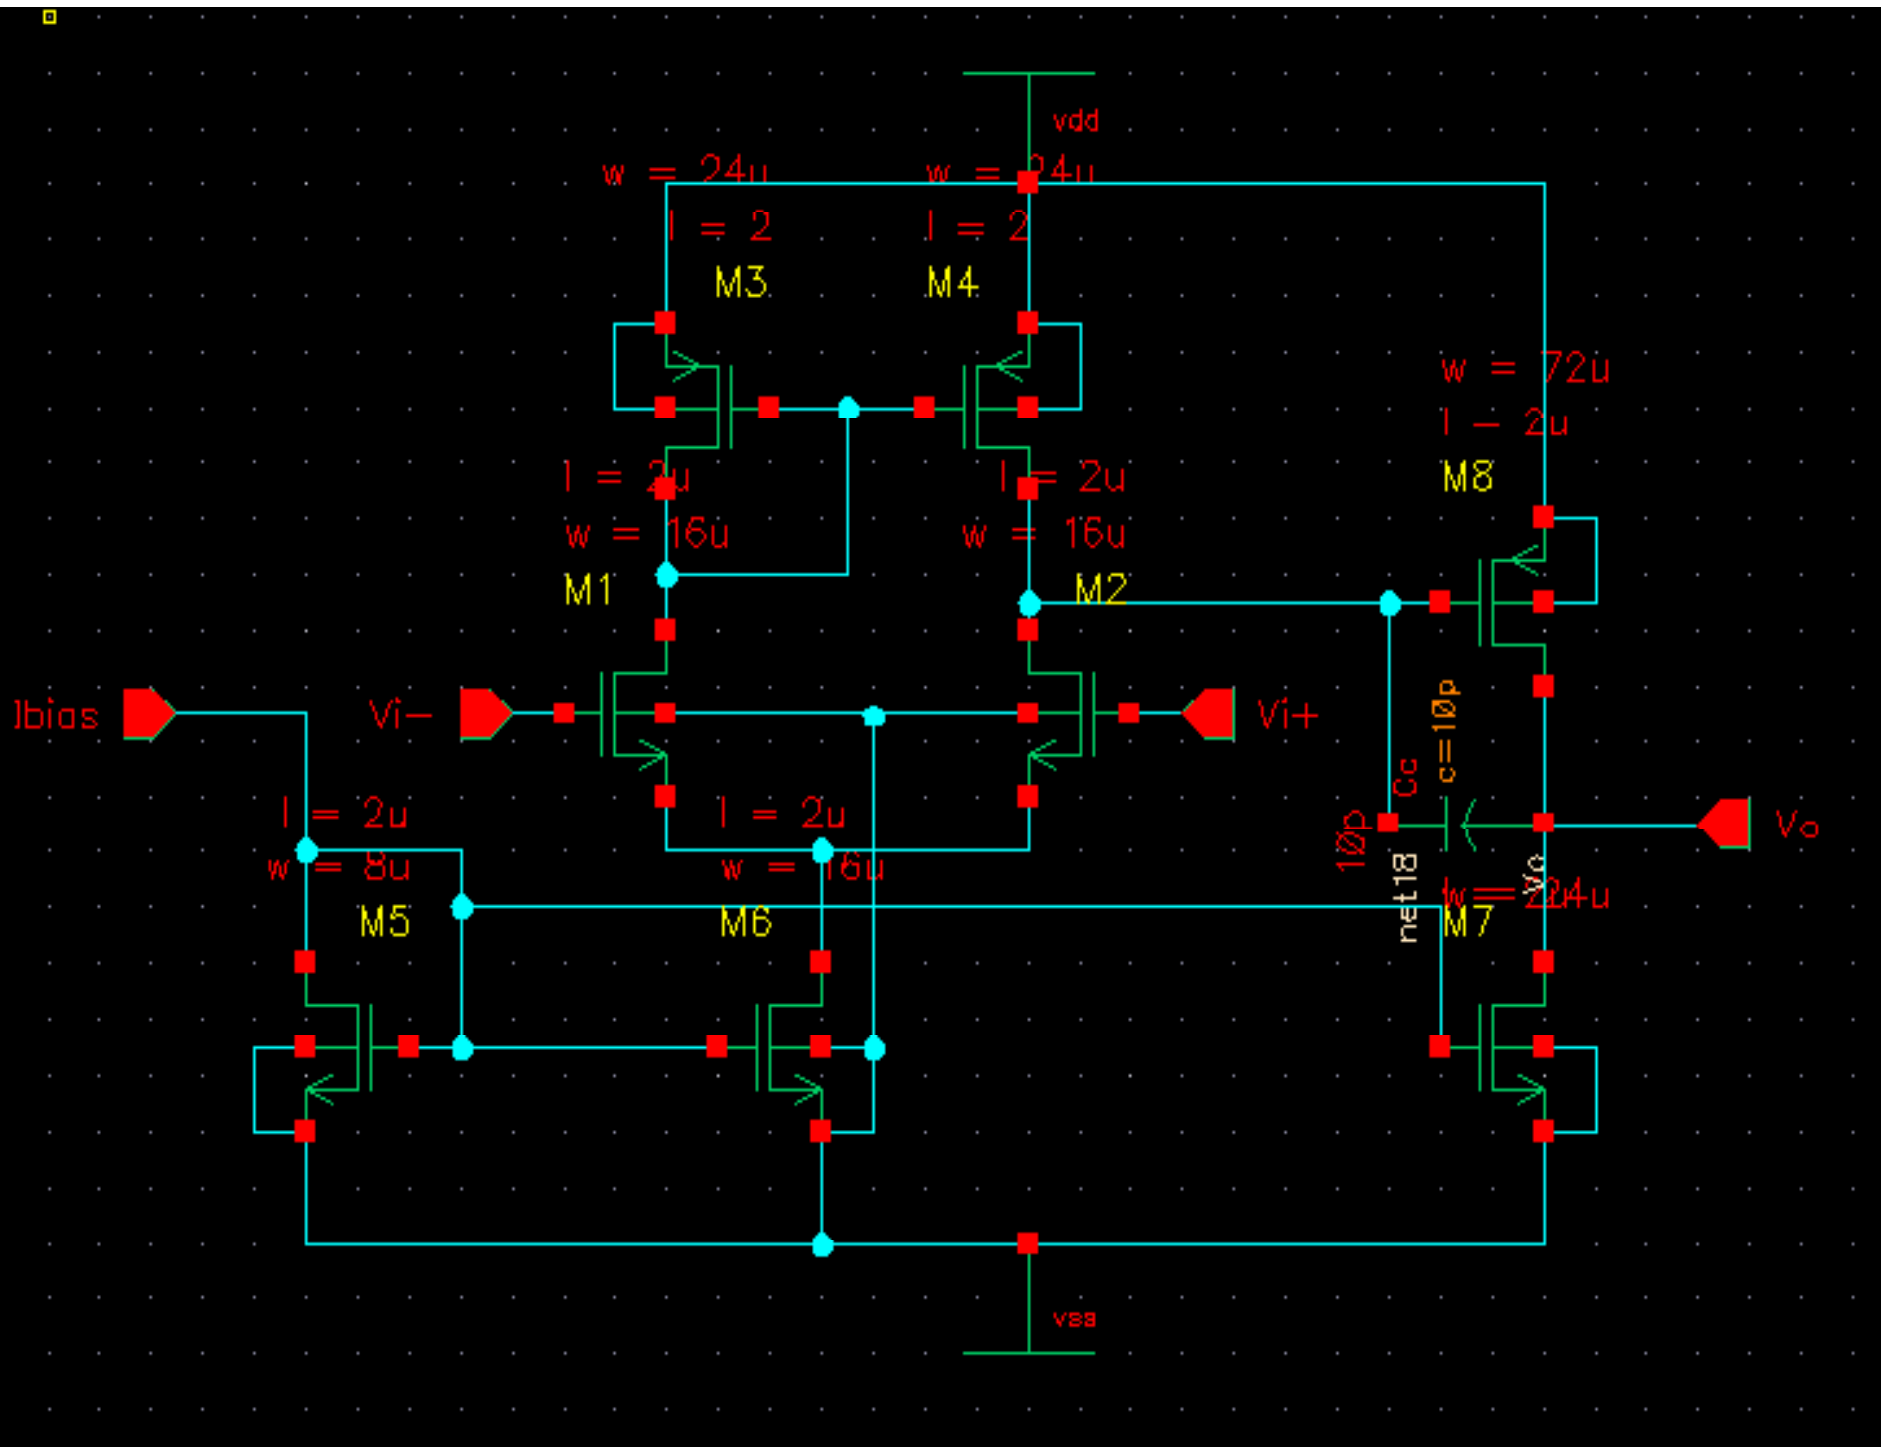 vdd
w = 24u
w = 24u
l = 2
l = 2
M3
M4
w = 72u
l = 2u
M8
l = 2u
l = 2u
w = 16u
w = 16u
M1
M2
Ibias
Vi-
Vi+
c=10p
Cc
10p
Vo
l = 2u
l = 2u
w = 8u
w = 16u
net18
Vo
M5
M6
M7
vss